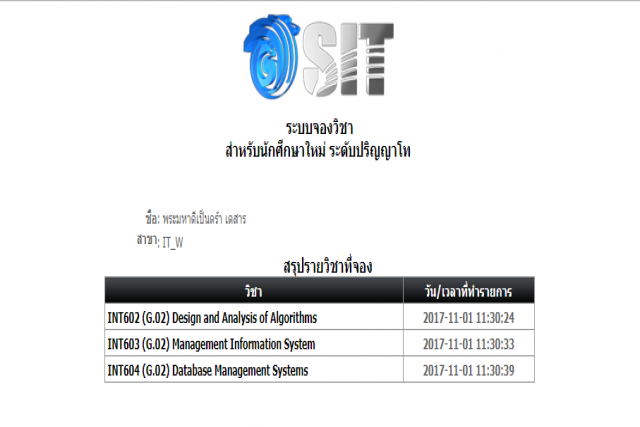 SIT
ระบบจองวิชา
สำหรับนักศึกษาใหม่ ระดับปริญญาโท
ชื่อ: พระมหาดีเป็นดร้า เดสาร
สาขา: IT_W
สรุปรายวิชาที่จอง
วิชา วัน/เวลาที่ทำรายการ
INT602 (G.02) Design and Analysis of Algorithms 2017-11-01 11:30:24
INT603 (G.02) Management Information System 2017-11-01 11:30:33
INT604 (G.02) Database Management Systems 2017-11-01 11:30:39